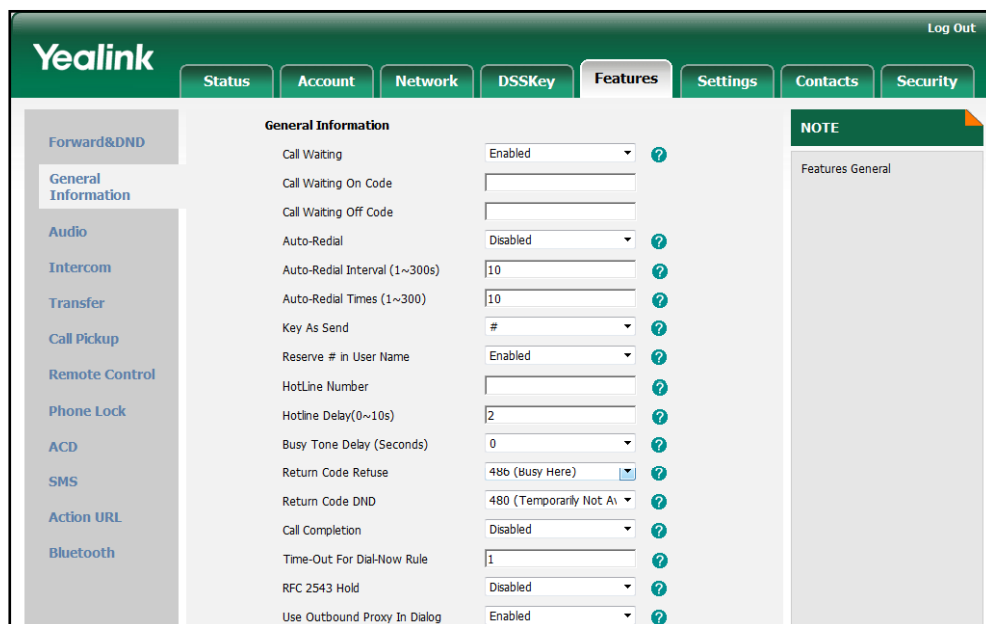 Log Out
Yealink
Status Account Network DSSKey Features Settings Contacts Security
Forward&DND
General Information
Audio
Intercom
Transfer
Call Pickup
Remote Control
Phone Lock
ACD
SMS
Action URL
Bluetooth
General Information
Call Waiting Enabled ?
Call Waiting On Code
Call Waiting Off Code
Auto-Redial Disabled ?
Auto-Redial Interval (1~300s) 10 ?
Auto-Redial Times (1~300) 10 ?
Key As Send # ?
Reserve # in User Name Enabled ?
HotLine Number ?
Hotline Delay(0~10s) 2 ?
Busy Tone Delay (Seconds) 0 ?
Return Code Refuse 486 (Busy Here) ?
Return Code DND 480 (Temporarily Not Av ?
Call Completion Disabled ?
Time-Out For Dial-Now Rule 1 ?
RFC 2543 Hold Disabled ?
Use Outbound Proxy In Dialog Enabled ?
NOTE
Features General